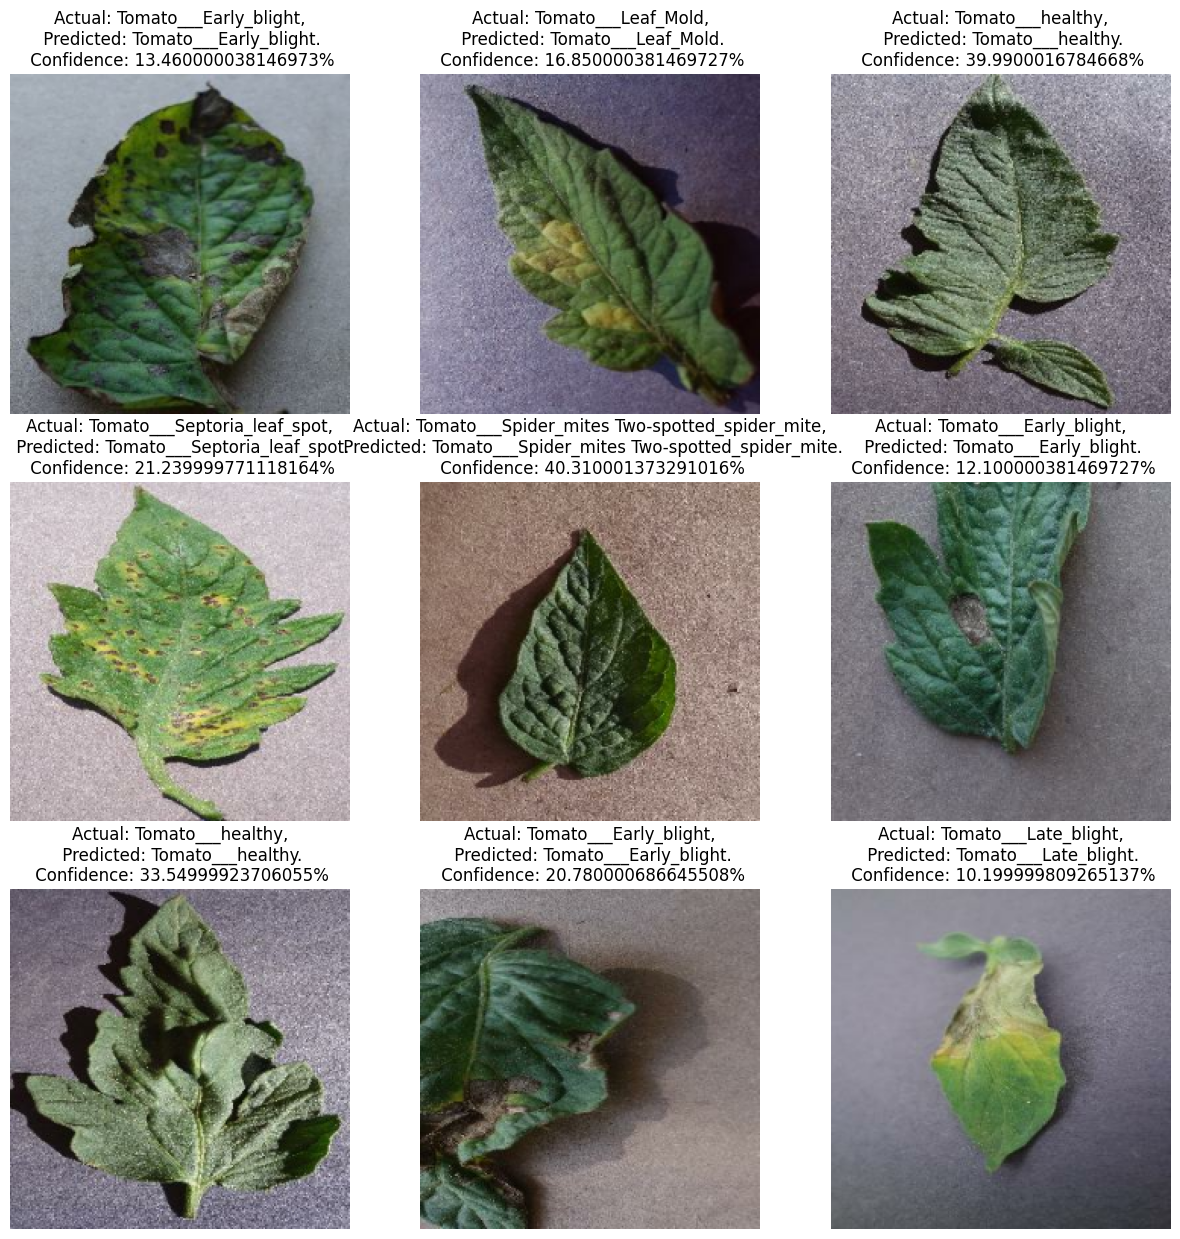 Actual: Tomato___Early_blight,
Predicted: Tomato___Early_blight.
Confidence: 13.460000038146973%
Actual: Tomato___Leaf_Mold,
Predicted: Tomato___Leaf_Mold.
Confidence: 16.850000381469727%
Actual: Tomato___healthy,
Predicted: Tomato___healthy.
Confidence: 39.9900016784668%
Actual: Tomato___Septoria_leaf_spot,
Predicted: Tomato___Septoria_leaf_spot.
Confidence: 21.239999771118164%
Actual: Tomato___Spider_mites Two-spotted_spider_mite,
Predicted: Tomato___Spider_mites Two-spotted_spider_mite.
Confidence: 40.310001373291016%
Actual: Tomato___Early_blight,
Predicted: Tomato___Early_blight.
Confidence: 12.100000381469727%
Actual: Tomato___healthy,
Predicted: Tomato___healthy.
Confidence: 33.54999923706055%
Actual: Tomato___Early_blight,
Predicted: Tomato___Early_blight.
Confidence: 20.780000686645508%
Actual: Tomato___Late_blight,
Predicted: Tomato___Late_blight.
Confidence: 10.199999809265137%